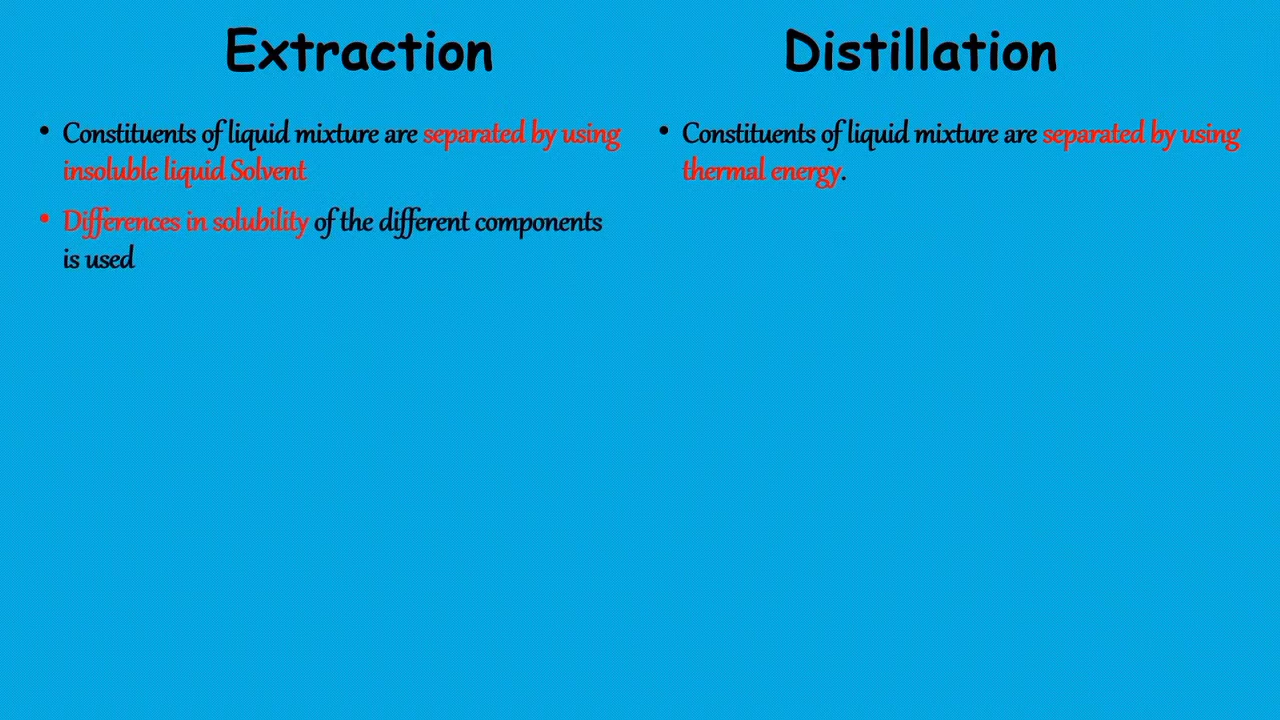 Extraction
• Constituents of liquid mixture are separated by using
insoluble liquid Solvent
• Differences in solubility of the different components
is used
Distillation
• Constituents of liquid mixture are separated by using
thermal energy.